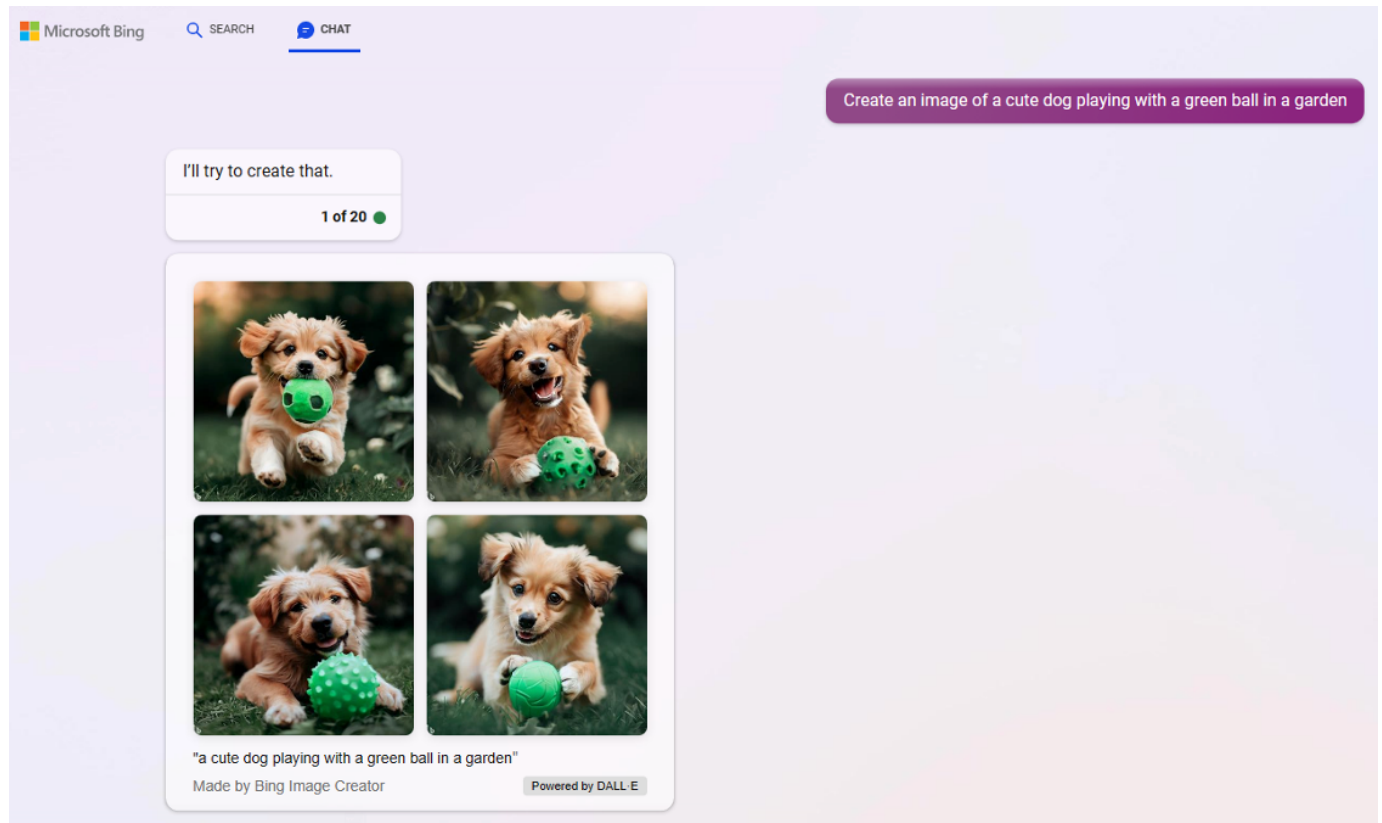 Microsoft Bing
SEARCH
CHAT
Create an image of a cute dog playing with a green ball in a garden
I'll try to create that.
1 of 20
"a cute dog playing with a green ball in a garden"
Made by Bing Image Creator
Powered by DALL·E